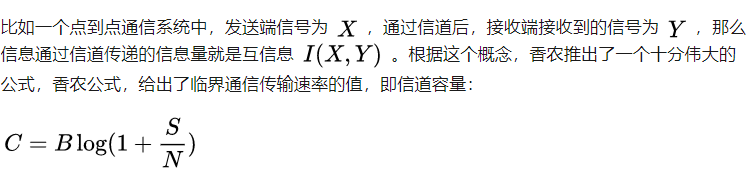 比如一个点到点通信系统中，发送端信号为 X ，通过信道后，接收端接收到的信号为 Y ，那么
信息通过信道传递的信息量就是互信息 I(X,Y) 。根据这个概念，香农推出了一个十分伟大的
公式，香农公式，给出了临界通信传输速率的值，即信道容量：
C = B log(1 + S/N)